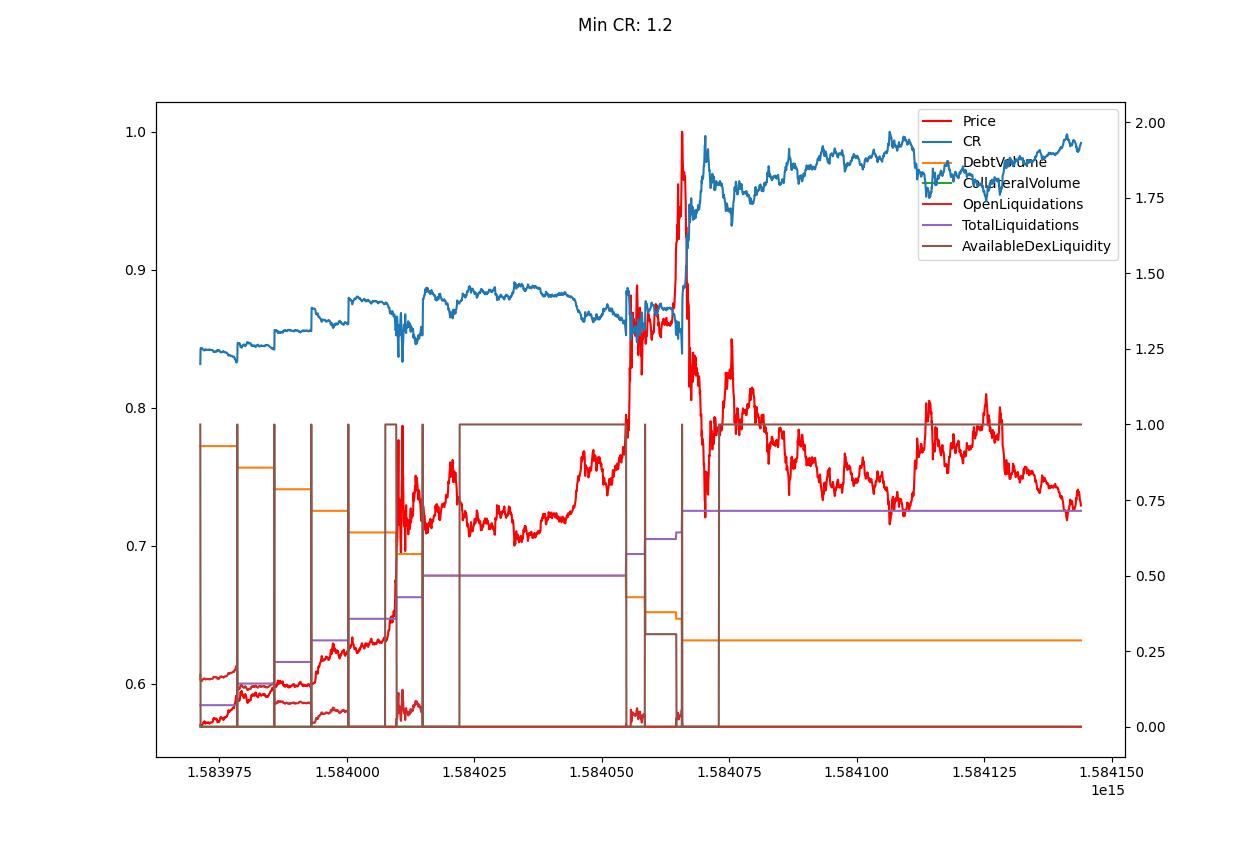 Min CR: 1.2
1.0
0.9
0.8
0.7
0.6
2.00
1.75
1.50
1.25
1.00
0.75
0.50
0.25
0.00
Price
CR
DebtVolume
CollateralVolume
OpenLiquidations
TotalLiquidations
AvailableDexLiquidity
1.583975 1.584000 1.584025 1.584050 1.584075 1.584100 1.584125 1.584150
1e15